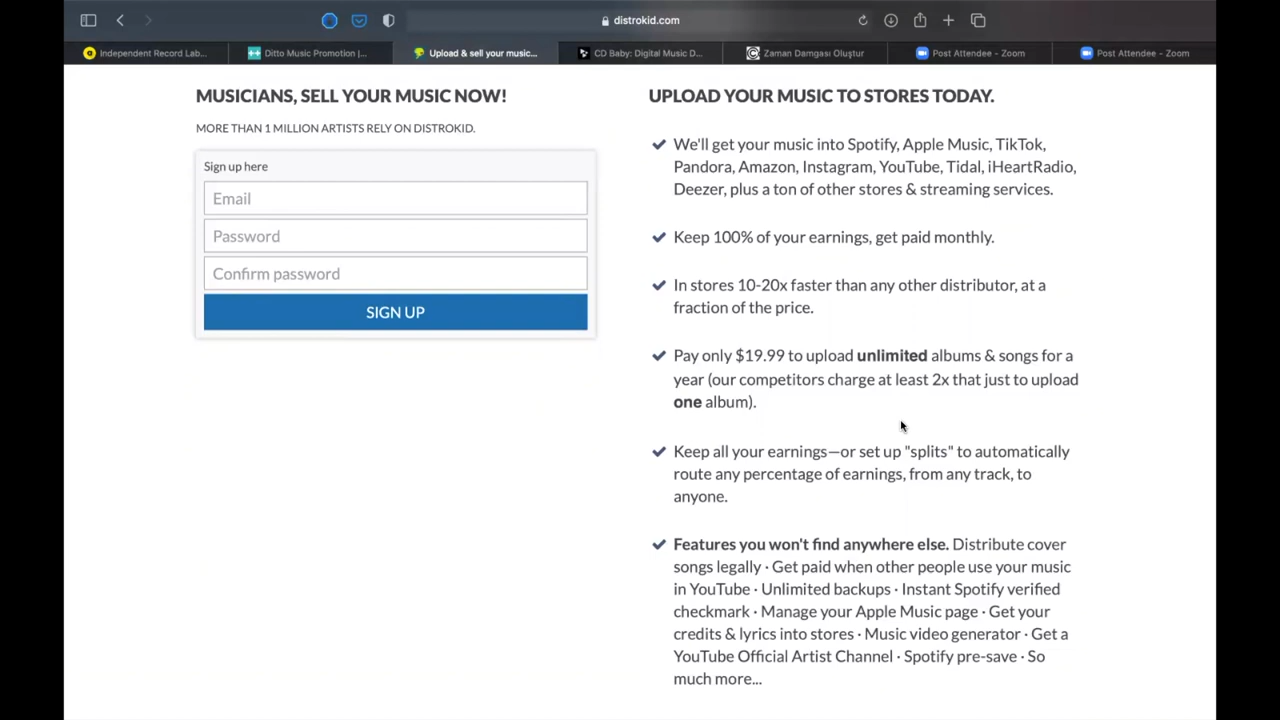 distrokid.com
Independent Record Lab...
Ditto Music Promotion |...
Upload & sell your music...
CD Baby: Digital Music D...
Zaman Damgası Oluştur
Post Attendee - Zoom
Post Attendee - Zoom
MUSICIANS, SELL YOUR MUSIC NOW!
MORE THAN 1 MILLION ARTISTS RELY ON DISTROKID.
Sign up here
Email
Password
Confirm password
SIGN UP
UPLOAD YOUR MUSIC TO STORES TODAY.
We'll get your music into Spotify, Apple Music, TikTok,
Pandora, Amazon, Instagram, YouTube, Tidal, iHeartRadio,
Deezer, plus a ton of other stores & streaming services.
Keep 100% of your earnings, get paid monthly.
In stores 10-20x faster than any other distributor, at a
fraction of the price.
Pay only $19.99 to upload unlimited albums & songs for a
year (our competitors charge at least 2x that just to upload
one album).
Keep all your earnings—or set up "splits" to automatically
route any percentage of earnings, from any track, to
anyone.
Features you won't find anywhere else. Distribute cover
songs legally · Get paid when other people use your music
in YouTube · Unlimited backups · Instant Spotify verified
checkmark · Manage your Apple Music page · Get your
credits & lyrics into stores · Music video generator · Get a
YouTube Official Artist Channel · Spotify pre-save · So
much more...